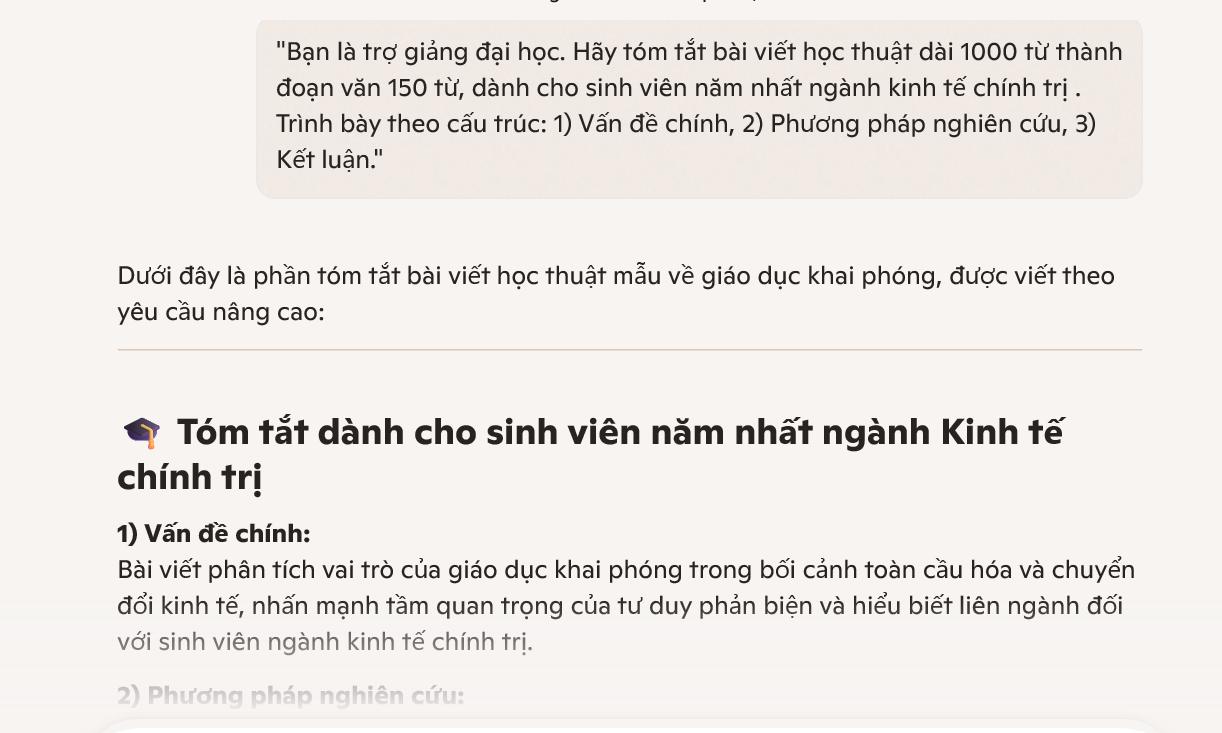 "Bạn là trợ giảng đại học. Hãy tóm tắt bài viết học thuật dài 1000 từ thành
đoạn văn 150 từ, dành cho sinh viên năm nhất ngành kinh tế chính trị .
Trình bày theo cấu trúc: 1) Vấn đề chính, 2) Phương pháp nghiên cứu, 3)
Kết luận."
Dưới đây là phần tóm tắt bài viết học thuật mẫu về giáo dục khai phóng, được viết theo
yêu cầu nâng cao:
🎓 Tóm tắt dành cho sinh viên năm nhất ngành Kinh tế
chính trị
1) Vấn đề chính:
Bài viết phân tích vai trò của giáo dục khai phóng trong bối cảnh toàn cầu hóa và chuyển
đổi kinh tế, nhấn mạnh tầm quan trọng của tư duy phản biện và hiểu biết liên ngành đối
với sinh viên ngành kinh tế chính trị.
2) Phương pháp nghiên cứu: